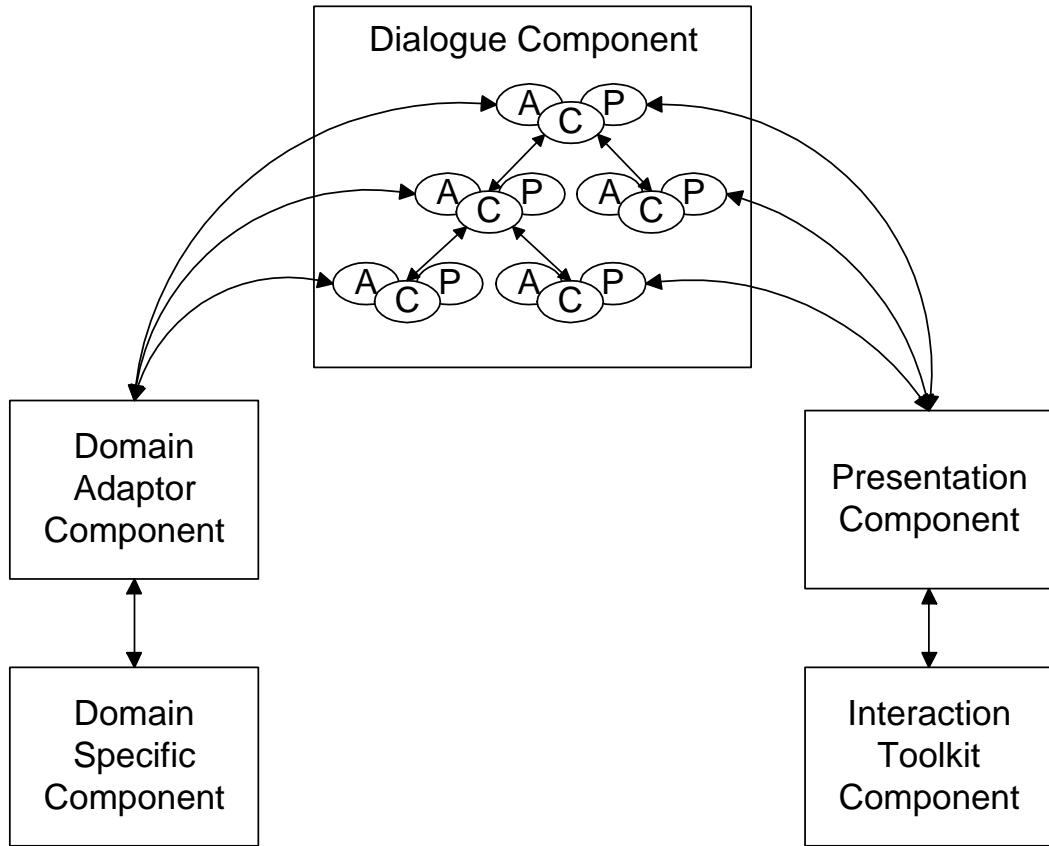 Dialogue Component
A P
C
A P A P
C C
A P A P
C C
Domain
Adaptor
Component
Presentation
Component
Domain
Specific
Component
Interaction
Toolkit
Component